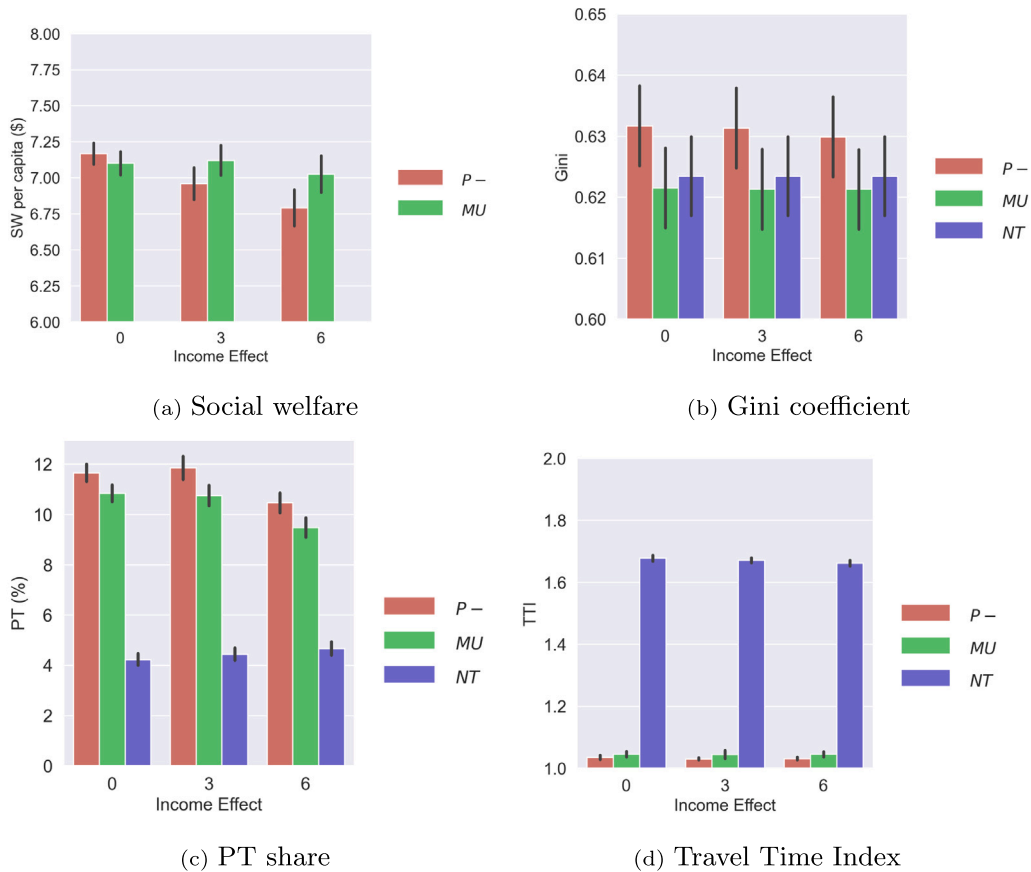 8.00
7.75
7.50
7.25
7.00
6.75
6.50
6.25
6.00
SW per capita ($)
0 3 6
Income Effect
P −
MU
(a) Social welfare
0.65
0.64
0.63
0.62
0.61
0.60
Gini
0 3 6
Income Effect
P −
MU
NT
(b) Gini coefficient
12
10
8
6
4
2
0
PT (%)
0 3 6
Income Effect
P −
MU
NT
(c) PT share
2.0
1.8
1.6
1.4
1.2
1.0
TTI
0 3 6
Income Effect
P −
MU
NT
(d) Travel Time Index